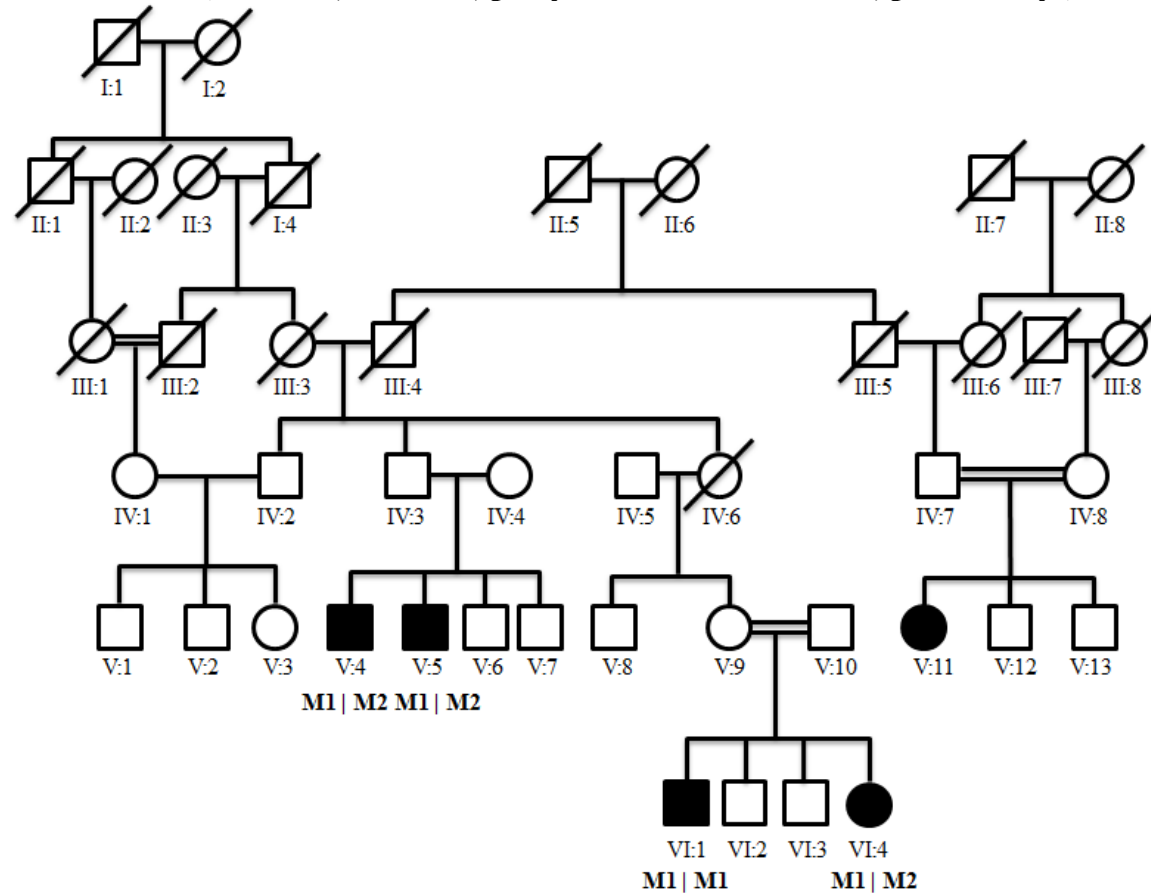 I:1 I:2
II:1 II:2 II:3 I:4 II:5 II:6 II:7 II:8
III:1 III:2 III:3 III:4 III:5 III:6 III:7 III:8
IV:1 IV:2 IV:3 IV:4 IV:5 IV:6 IV:7 IV:8
V:1 V:2 V:3 V:4 V:5 V:6 V:7 V:8 V:9 V:10 V:11 V:12 V:13
M1 | M2 M1 | M2
VI:1 VI:2 VI:3 VI:4
M1 | M1 M1 | M2